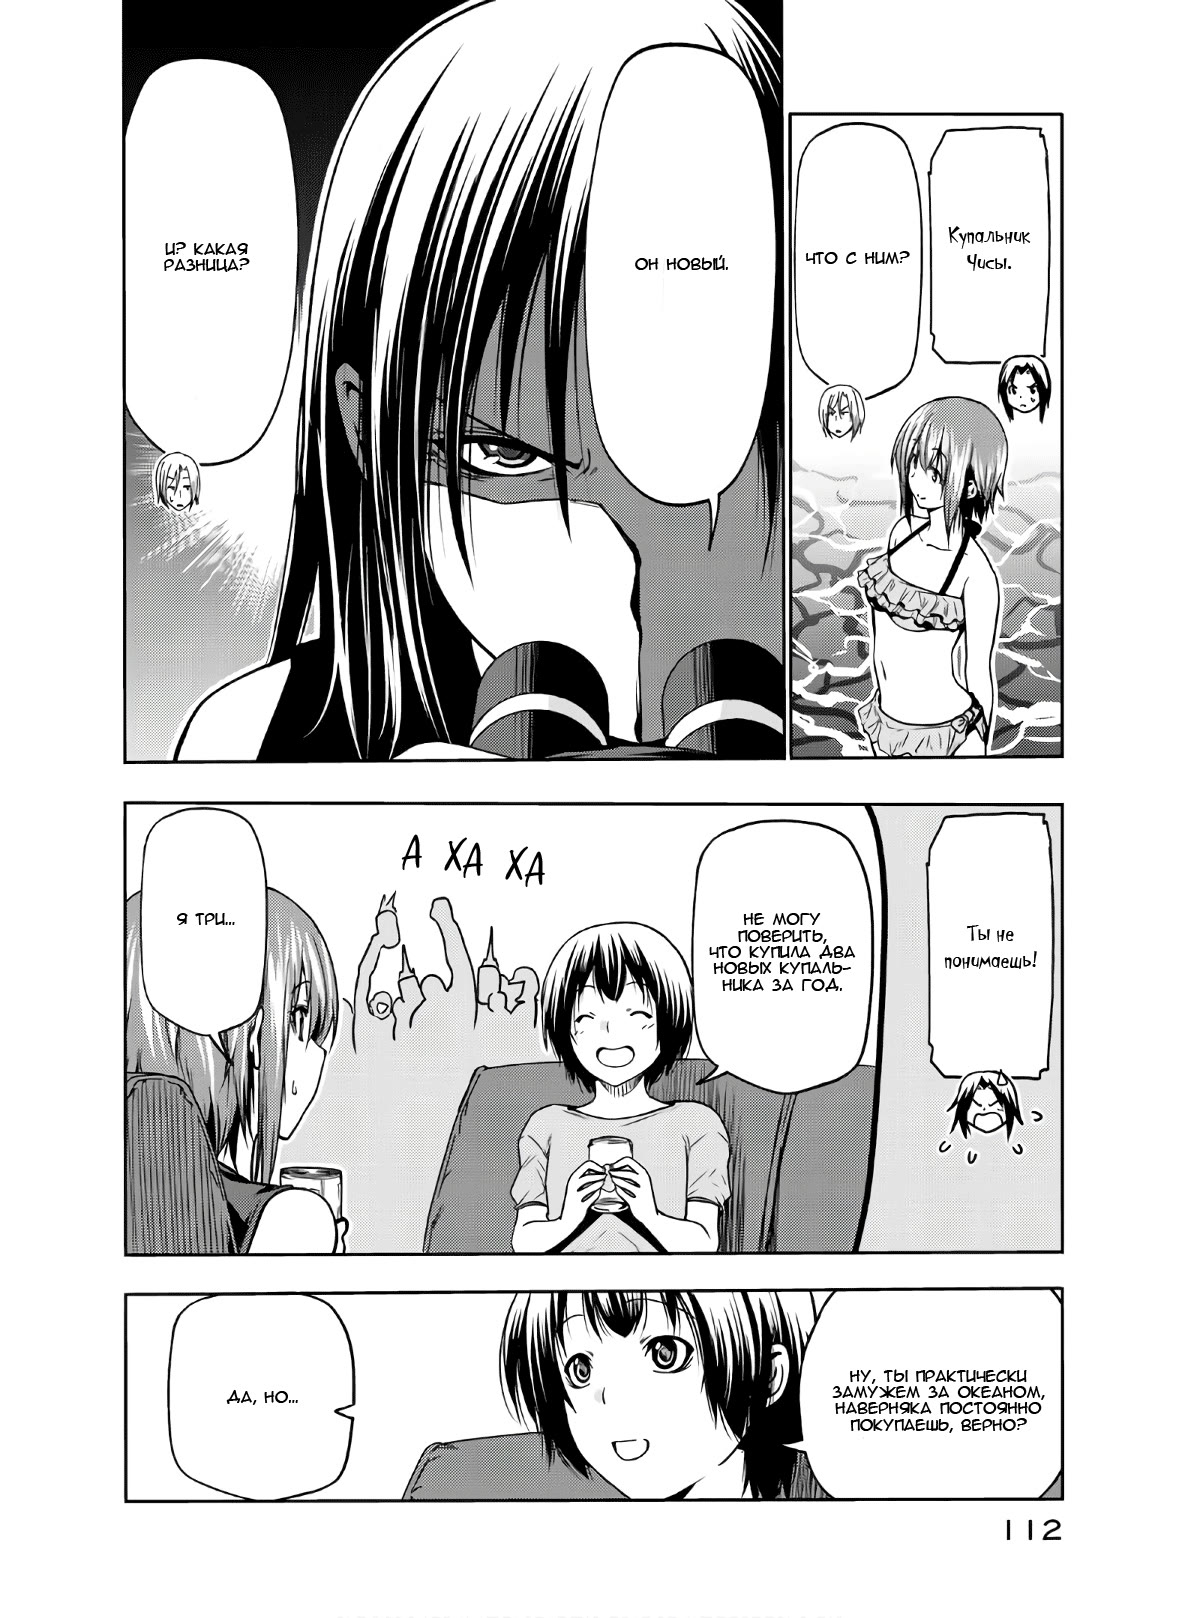 Купальник
Чисы.
ЧТО С НИМ?
ОН НОВЫЙ.
И? КАКАЯ
РАЗНИЦА?
Ты не
понимаешь!
НЕ МОГУ
ПОВЕРИТЬ,
ЧТО КУПИЛА ДВА
НОВЫХ КУПАЛЬ-
НИКА ЗА ГОД.
А ХА ХА
Я ТРИ...
НУ, ТЫ ПРАКТИЧЕСКИ
ЗАМУЖЕМ ЗА ОКЕАНОМ,
НАВЕРНЯКА ПОСТОЯННО
ПОКУПАЕШЬ, ВЕРНО?
ДА, НО...
112